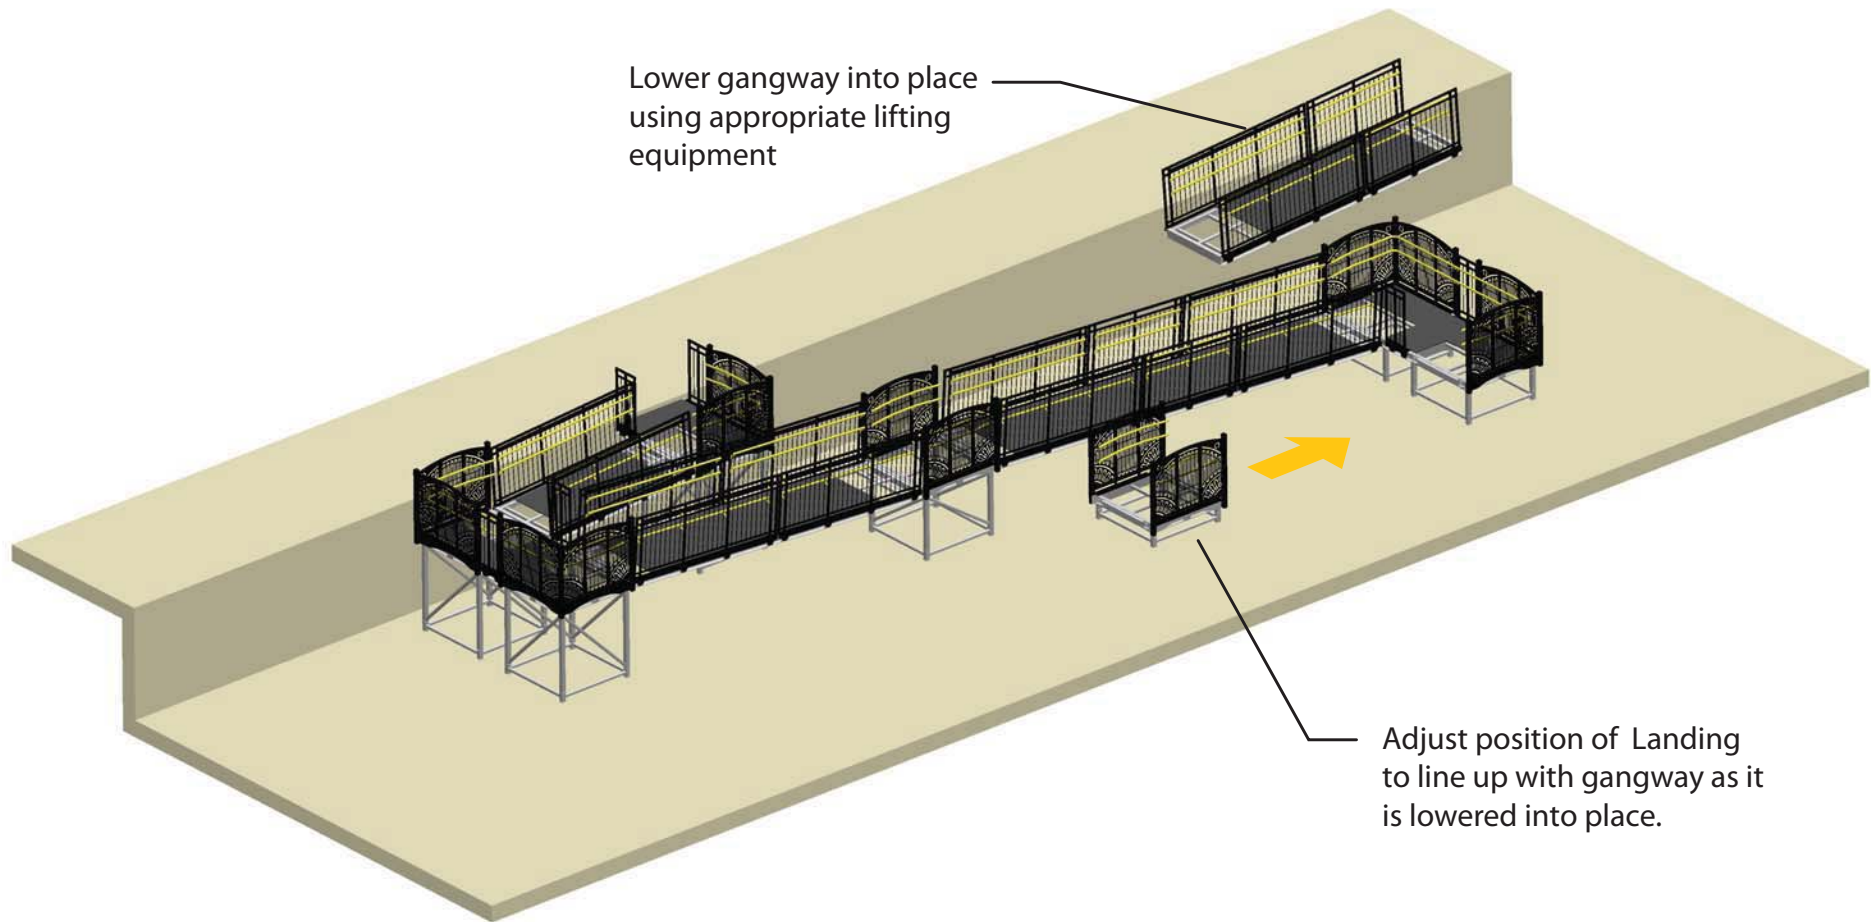 Lower gangway into place
using appropriate lifting
equipment
Adjust position of  Landing
to line up with gangway as it
is lowered into place.